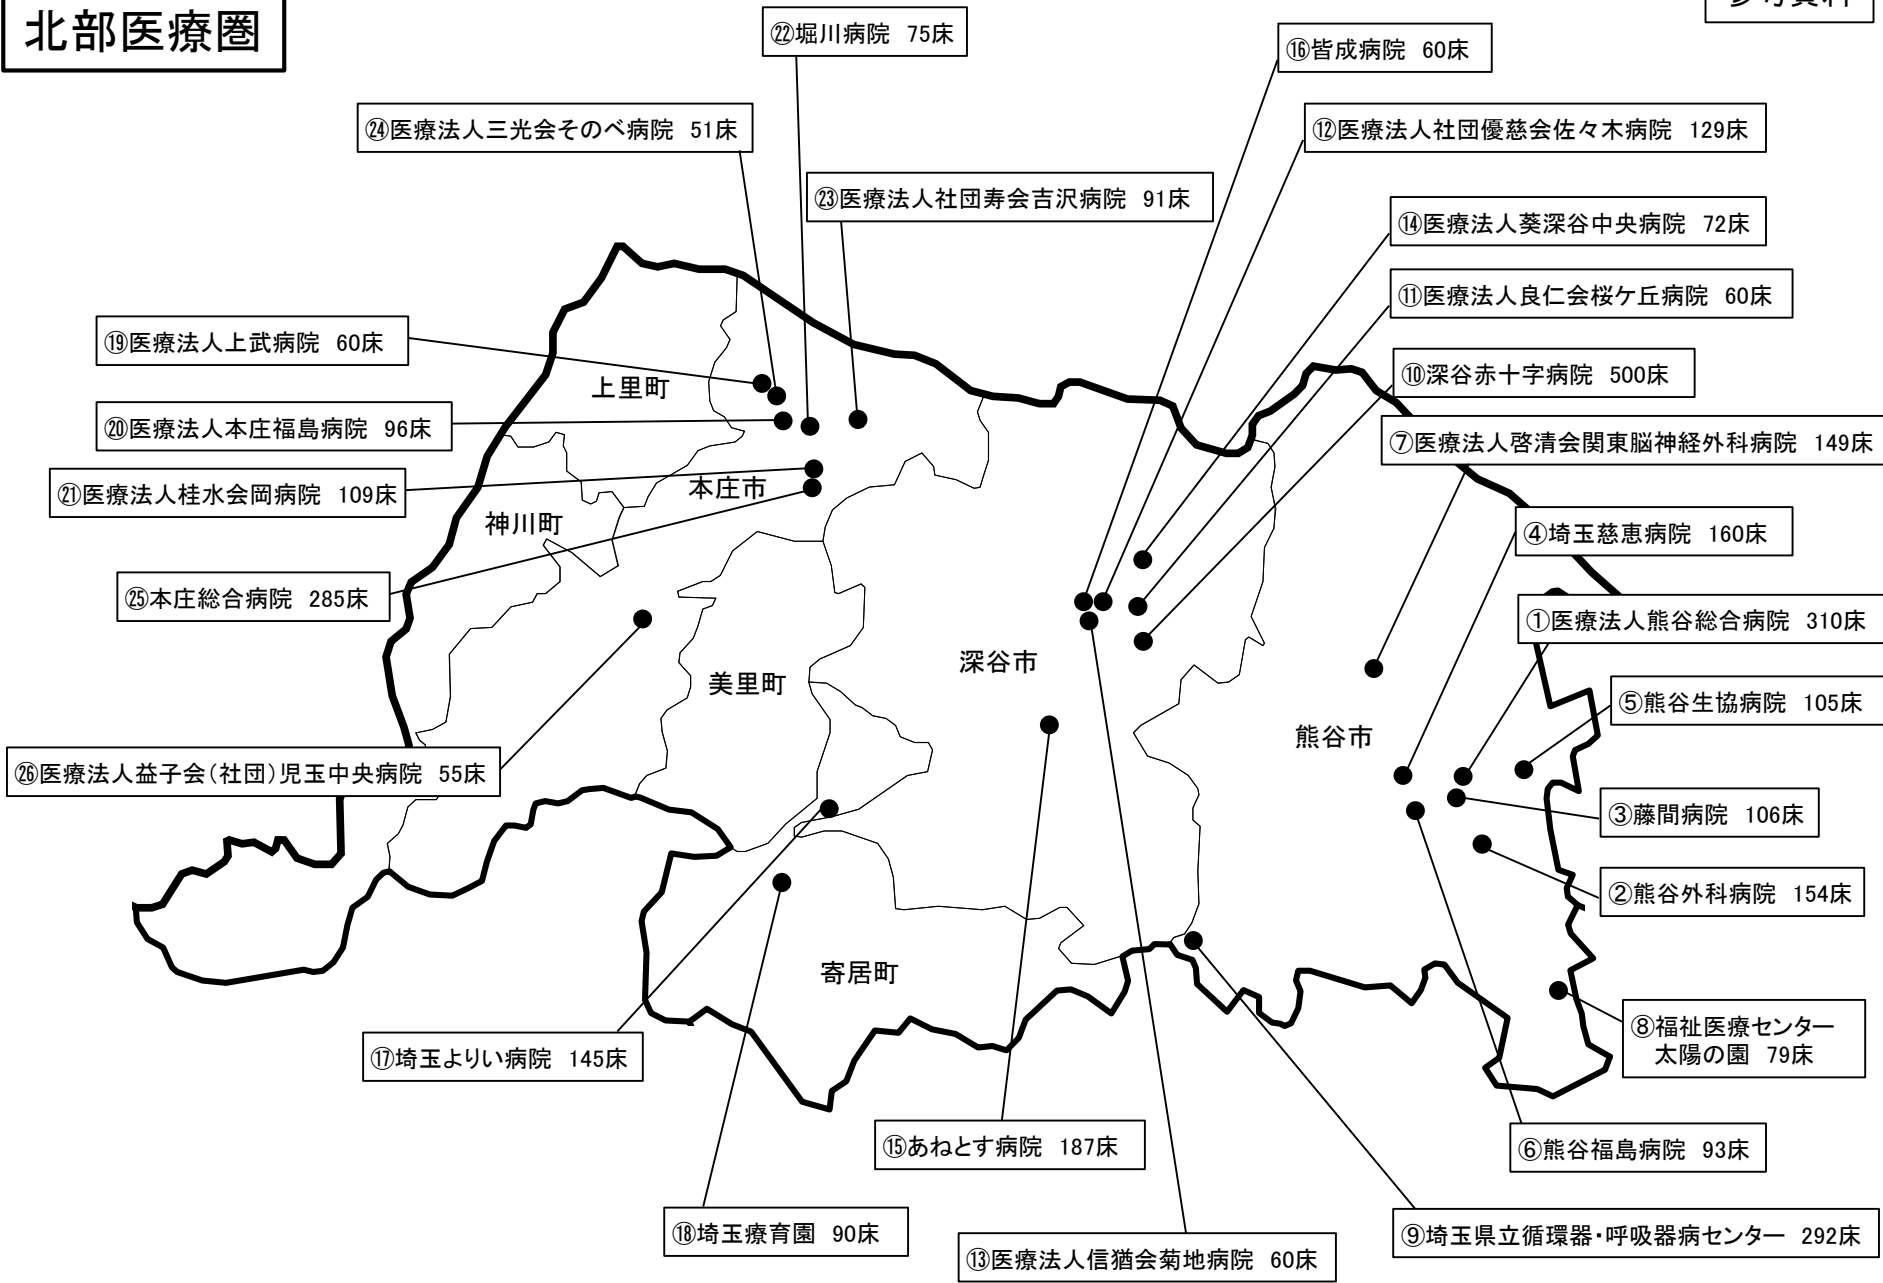 北部医療圏
参考資料
㉒堀川病院 75床
⑯皆成病院 60床
㉔医療法人三光会そのべ病院 51床
⑫医療法人社団優慈会佐々木病院 129床
㉓医療法人社団寿会吉沢病院 91床
⑭医療法人葵深谷中央病院 72床
⑪医療法人良仁会桜ケ丘病院 60床
⑲医療法人上武病院 60床
⑩深谷赤十字病院 500床
上里町
⑳医療法人本庄福島病院 96床
⑦医療法人啓清会関東脳神経外科病院 149床
㉑医療法人桂水会岡病院 109床
本庄市
神川町
④埼玉慈恵病院 160床
㉕本庄総合病院 285床
①医療法人熊谷総合病院 310床
深谷市
美里町
⑤熊谷生協病院 105床
熊谷市
㉖医療法人益子会(社団)児玉中央病院 55床
③藤間病院 106床
②熊谷外科病院 154床
寄居町
⑧福祉医療センター
太陽の園 79床
⑰埼玉よりい病院 145床
⑮あねとす病院 187床
⑥熊谷福島病院 93床
⑱埼玉療育園 90床
⑨埼玉県立循環器・呼吸器病センター 292床
⑬医療法人信猶会菊地病院 60床